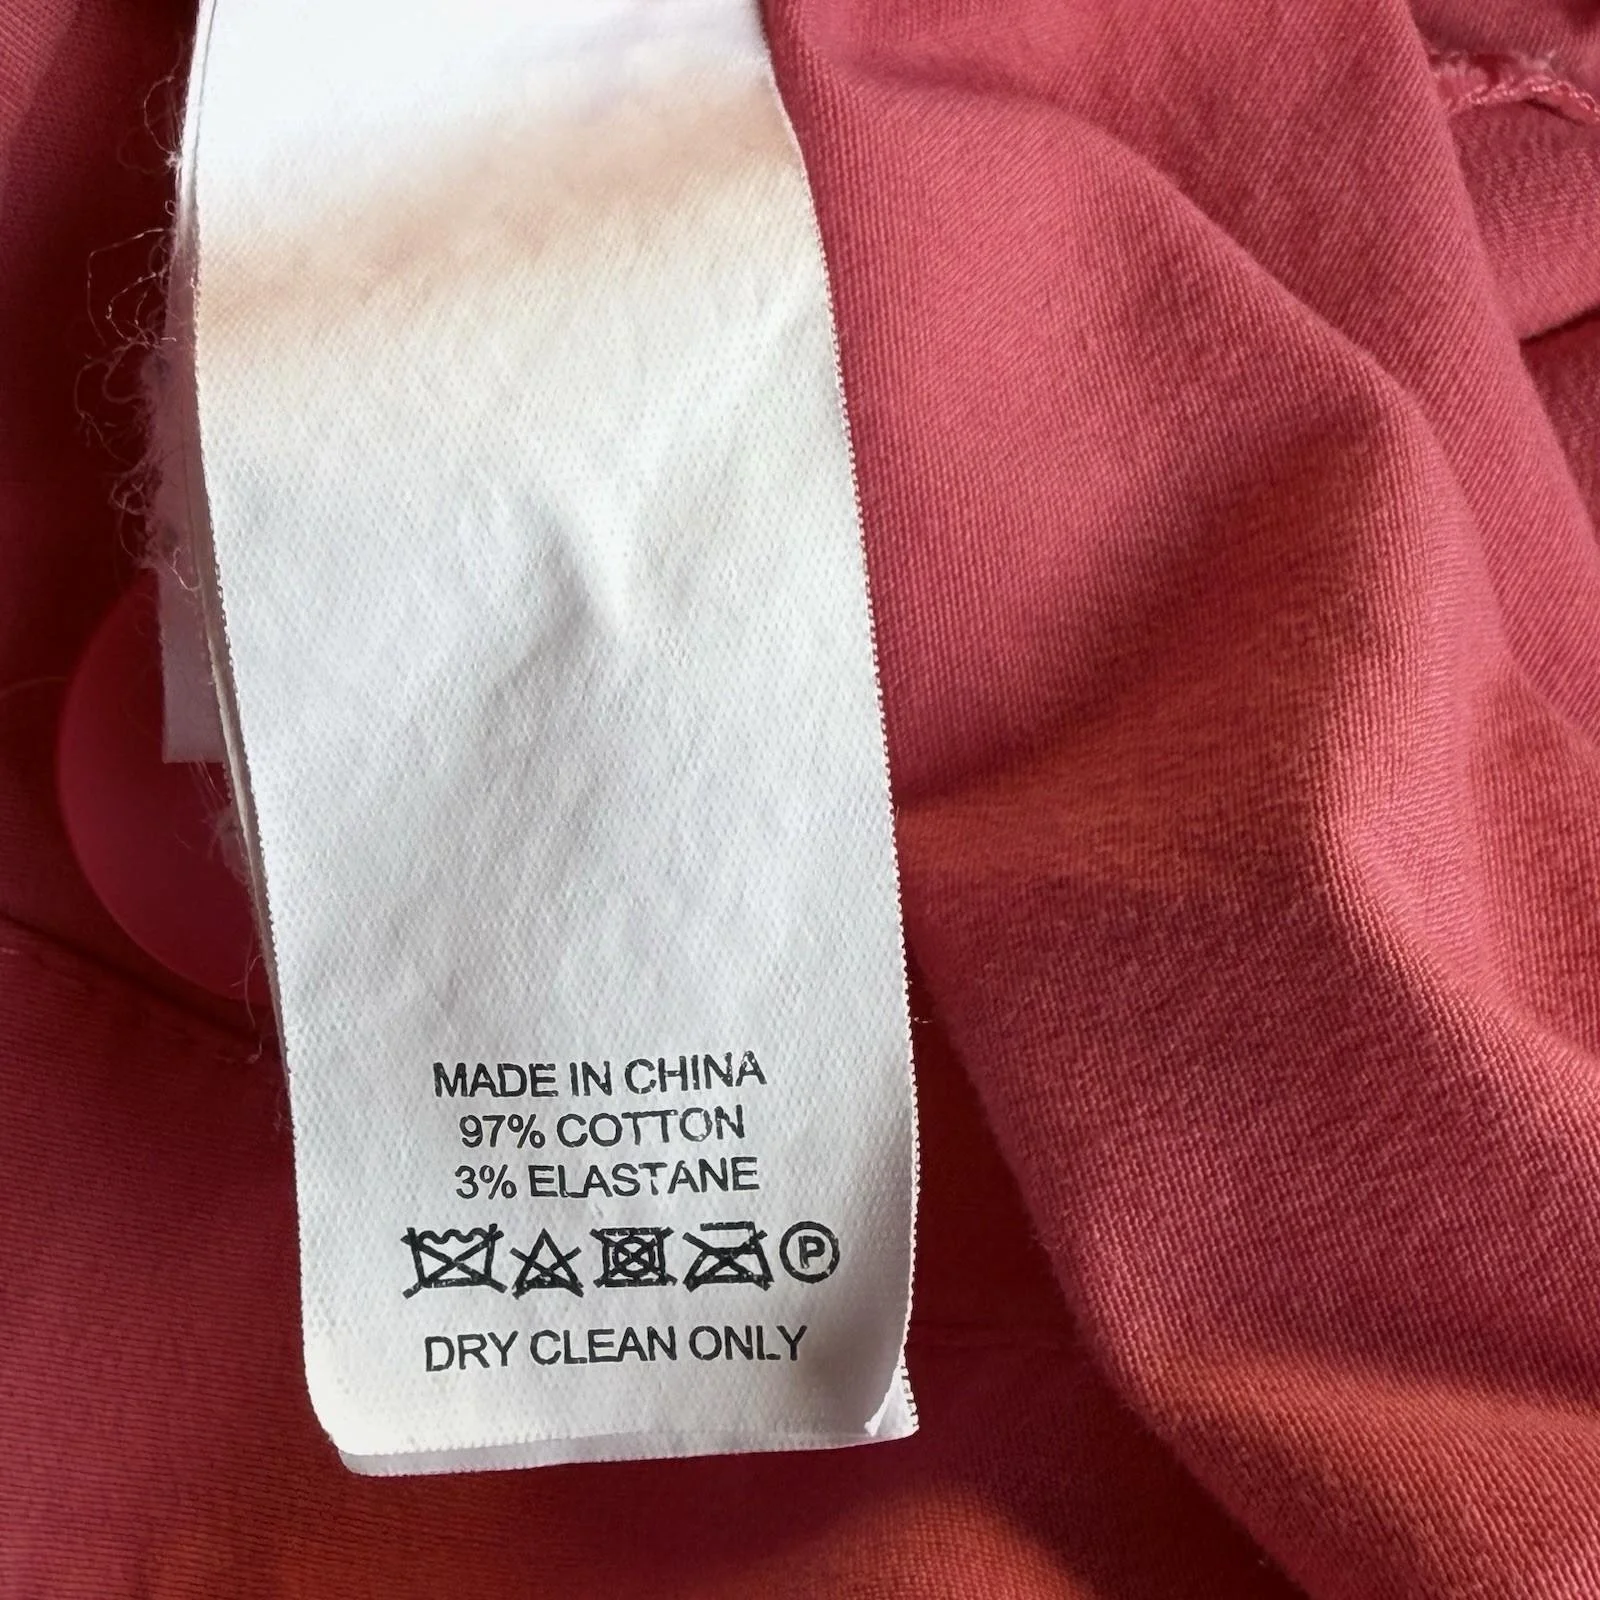 MADE IN CHINA
97% COTTON
3% ELASTANE
P
DRY CLEAN ONLY